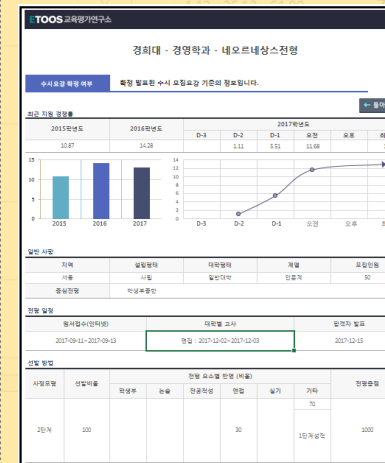 ETOOS 교육평가연구소
경희대 - 경영학과 - 네오르네상스전형
수시요강 확정 여부 확정 발표된 수시 모집요강 기준의 정보입니다.
최근 지원 경쟁률
2015학년도 2016학년도 2017학년도
D-3 D-2 D-1 오전 오후
10.87 14.28 1.11 5.51 11.68
15 10 5 0
2015 2016 2017
14 12 10 8 6 4 2 0
D-3 D-2 D-1 오전 오후
일반 사항
지역 설립형태 대학형태 계열 모집인원
서울 사립 일반대학 인문계 50
중심전형 학생부종합
전형 일정
원서접수(인터넷) 대학별 고사 합격자 발표
2017-09-11~2017-09-13 면접 : 2017-12-02~2017-12-03 2017-12-15
선발 방법
사정모형 선발비율 전형 요소별 반영 (비율) 전형총점
학생부 논술 전공적성 면접 실기 기타
2단계 100 30 70 1000
1단계성적